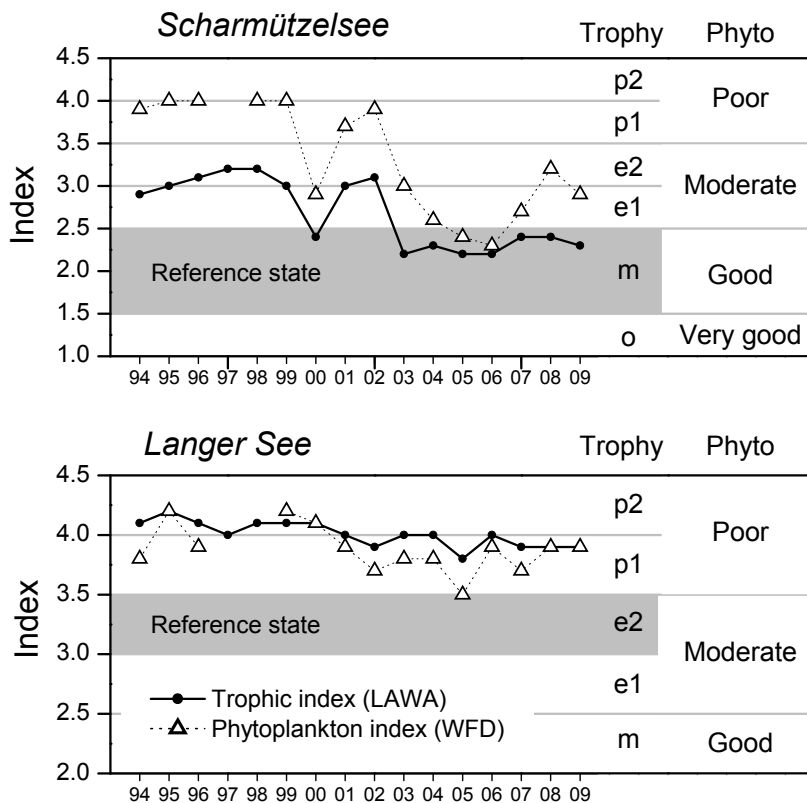 Scharmützelsee Trophy Phyto
4.5
4.0
3.5
3.0
2.5
2.0
1.5
1.0
Index
p2
p1
e2
e1
m
o
Poor
Moderate
Good
Very good
Reference state
94 95 96 97 98 99 00 01 02 03 04 05 06 07 08 09
Langer See Trophy Phyto
4.5
4.0
3.5
3.0
2.5
2.0
Index
p2
p1
e2
e1
m
Poor
Moderate
Good
Reference state
Trophic index (LAWA)
Phytoplankton index (WFD)
94 95 96 97 98 99 00 01 02 03 04 05 06 07 08 09